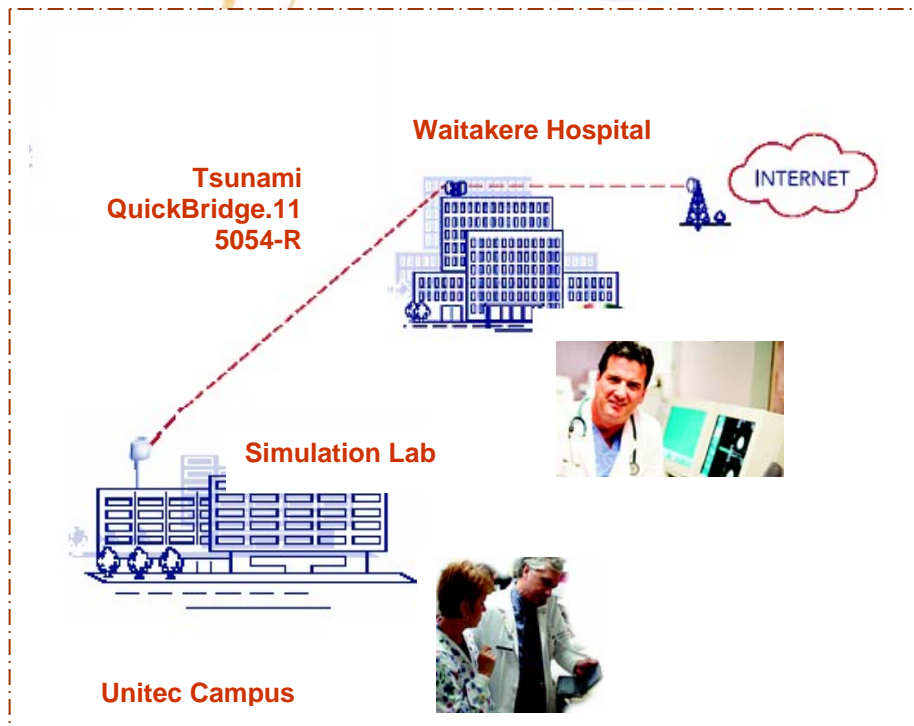 Waitakere Hospital
Tsunami
QuickBridge.11
5054-R
INTERNET
Simulation Lab
Unitec Campus